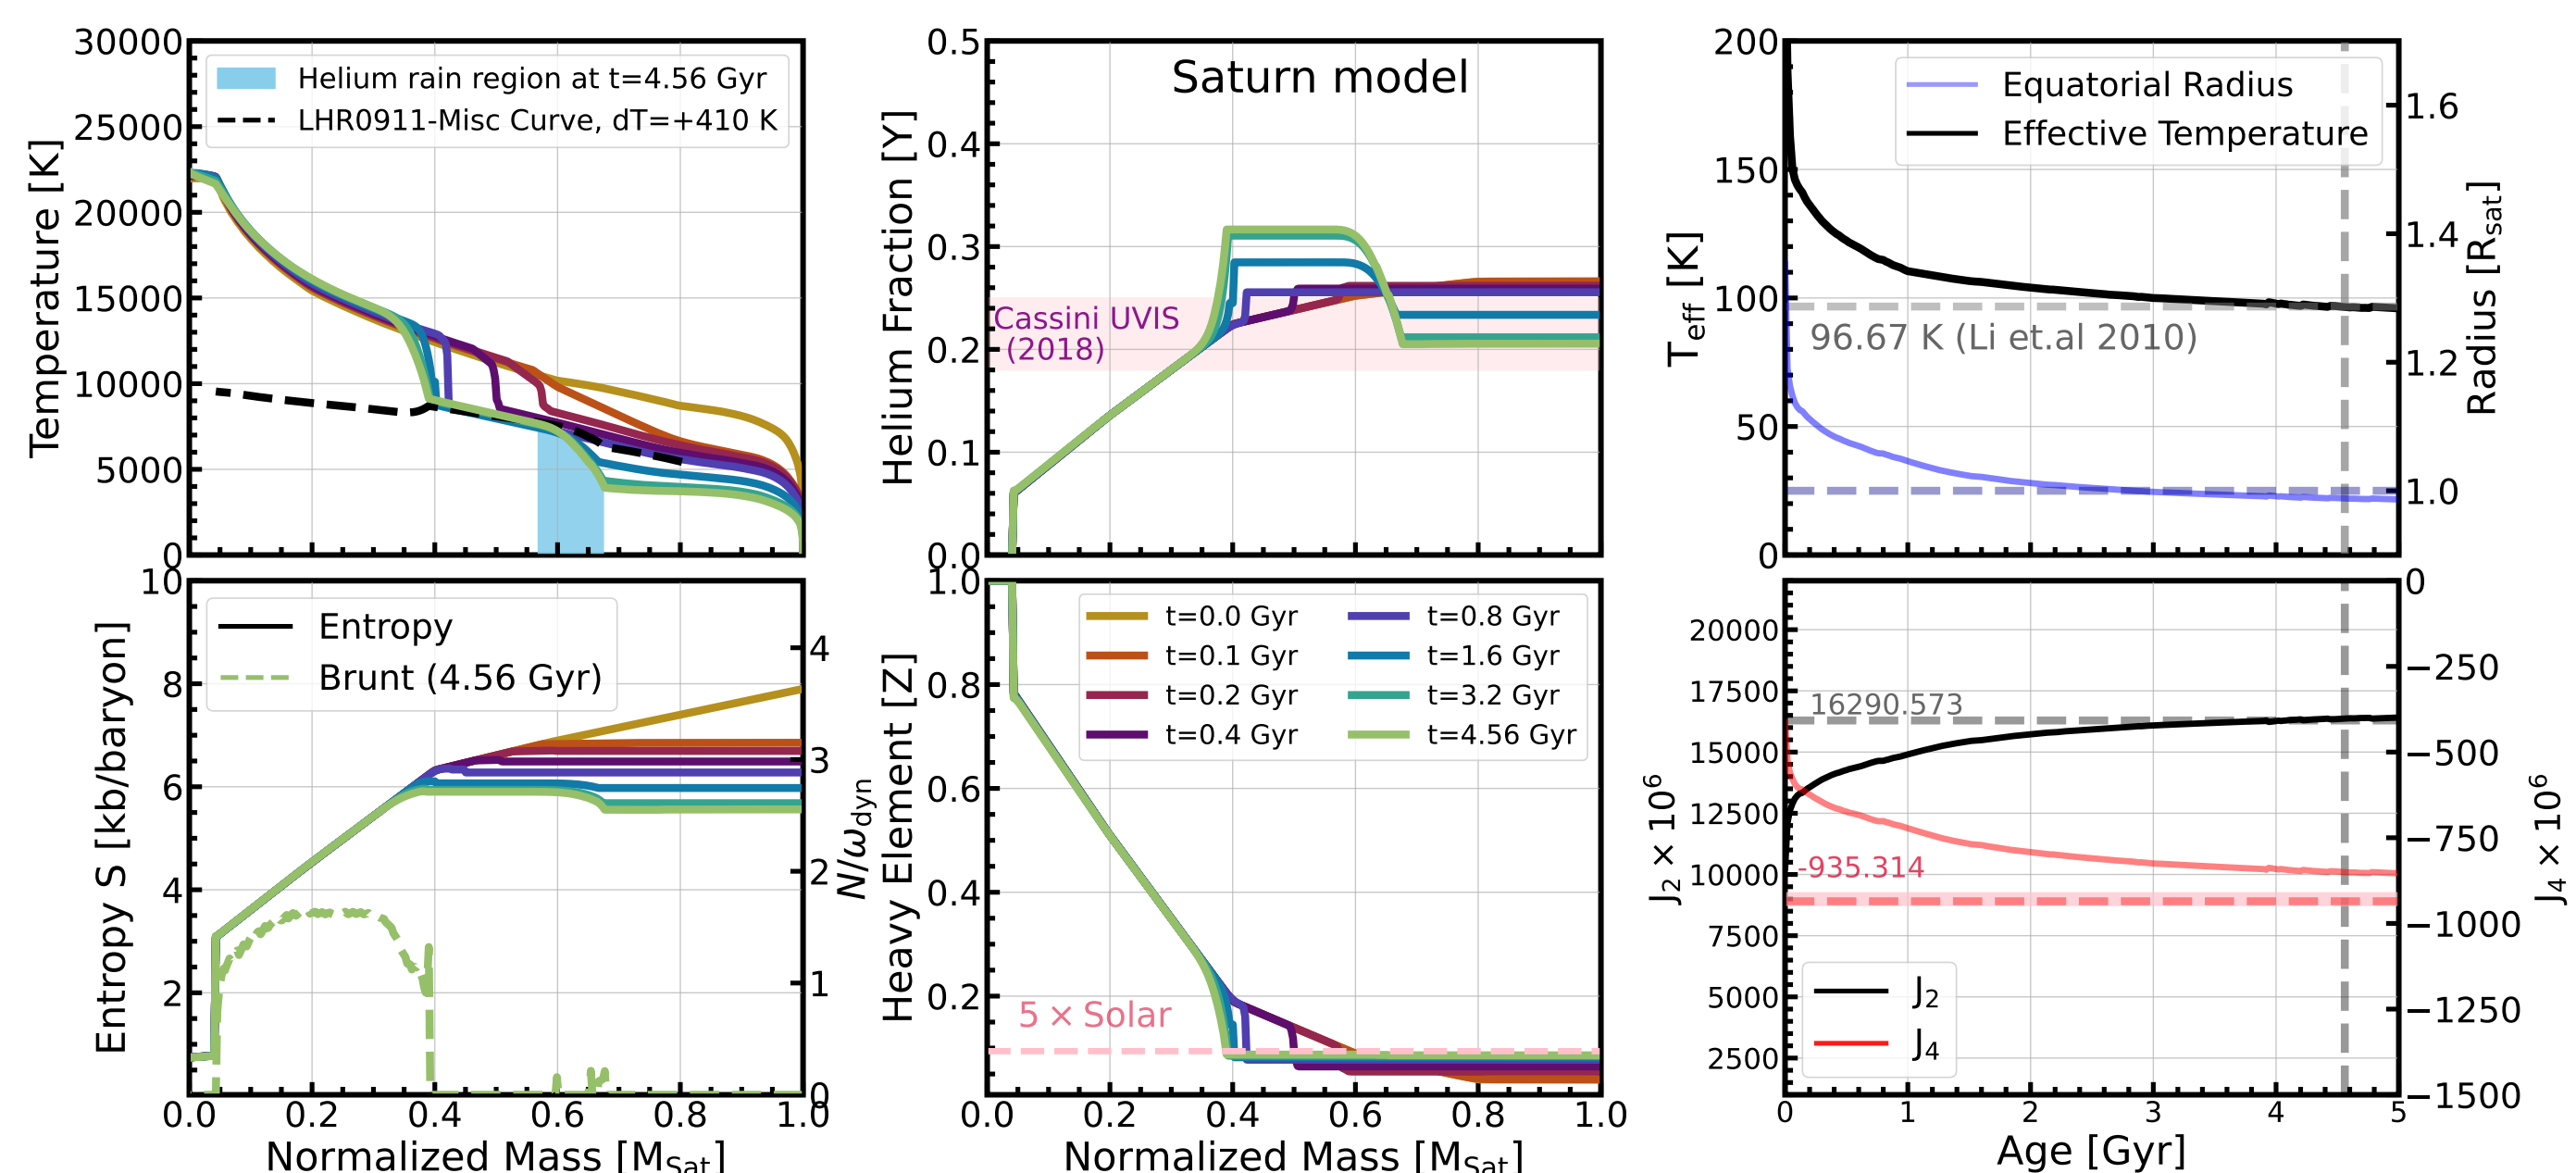 Temperature [K]
30000
25000
20000
15000
10000
5000
0
Helium rain region at t=4.56 Gyr
LHR0911-Misc Curve, dT=+410 K
Helium Fraction [Y]
0.5
0.4
0.3
0.2
0.1
0.0
Saturn model
Cassini UVIS
(2018)
T_eff [K]
200
150
100
50
0
Equatorial Radius
Effective Temperature
96.67 K (Li et.al 2010)
1.6
1.4
1.2
1.0
Radius [R_sat]
Entropy S [kb/baryon]
10
8
6
4
2
Entropy
Brunt (4.56 Gyr)
4
3
2
1
0
N/ω_dyn
0.0 0.2 0.4 0.6 0.8 1.0
Normalized Mass [M_Sat]
Heavy Element [Z]
1.0
0.8
0.6
0.4
0.2
t=0.0 Gyr
t=0.1 Gyr
t=0.2 Gyr
t=0.4 Gyr
t=0.8 Gyr
t=1.6 Gyr
t=3.2 Gyr
t=4.56 Gyr
5 × Solar
0.0 0.2 0.4 0.6 0.8 1.0
Normalized Mass [M_Sat]
J₂ × 10⁶
20000
17500
15000
12500
10000
7500
5000
2500
16290.573
-935.314
J₂
J₄
0
−250
−500
−750
−1000
−1250
−1500
J₄ × 10⁶
0 1 2 3 4 5
Age [Gyr]